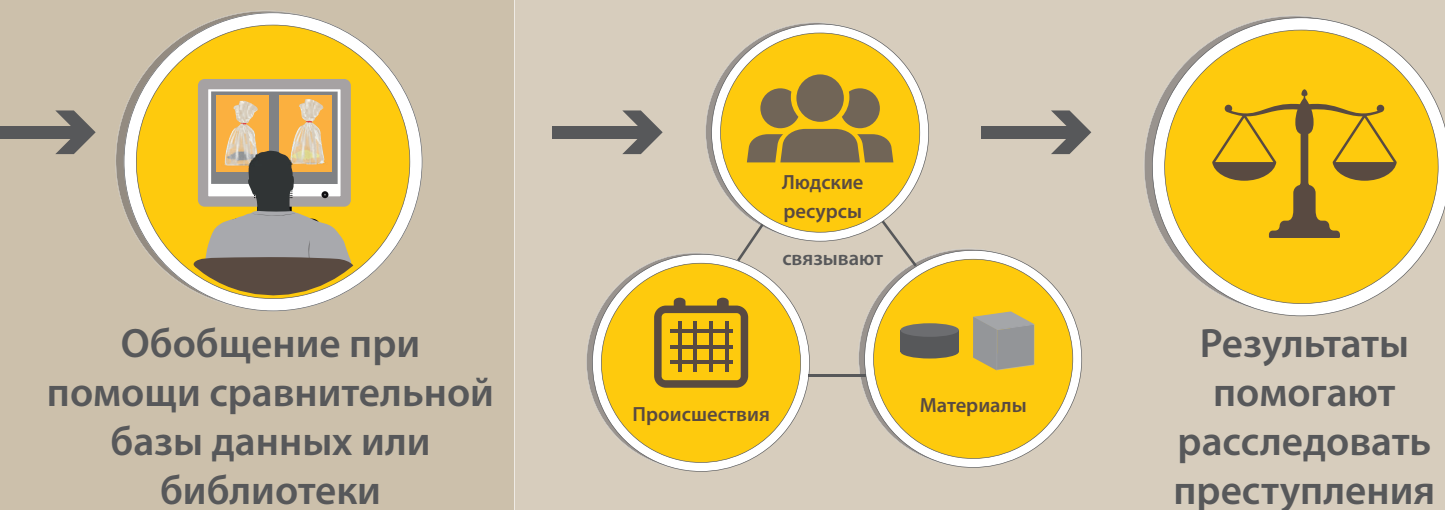 Обобщение при
помощи сравнительной
базы данных или
библиотеки
Людские
ресурсы
связывают
Происшествия
Материалы
Результаты
помогают
расследовать
преступления